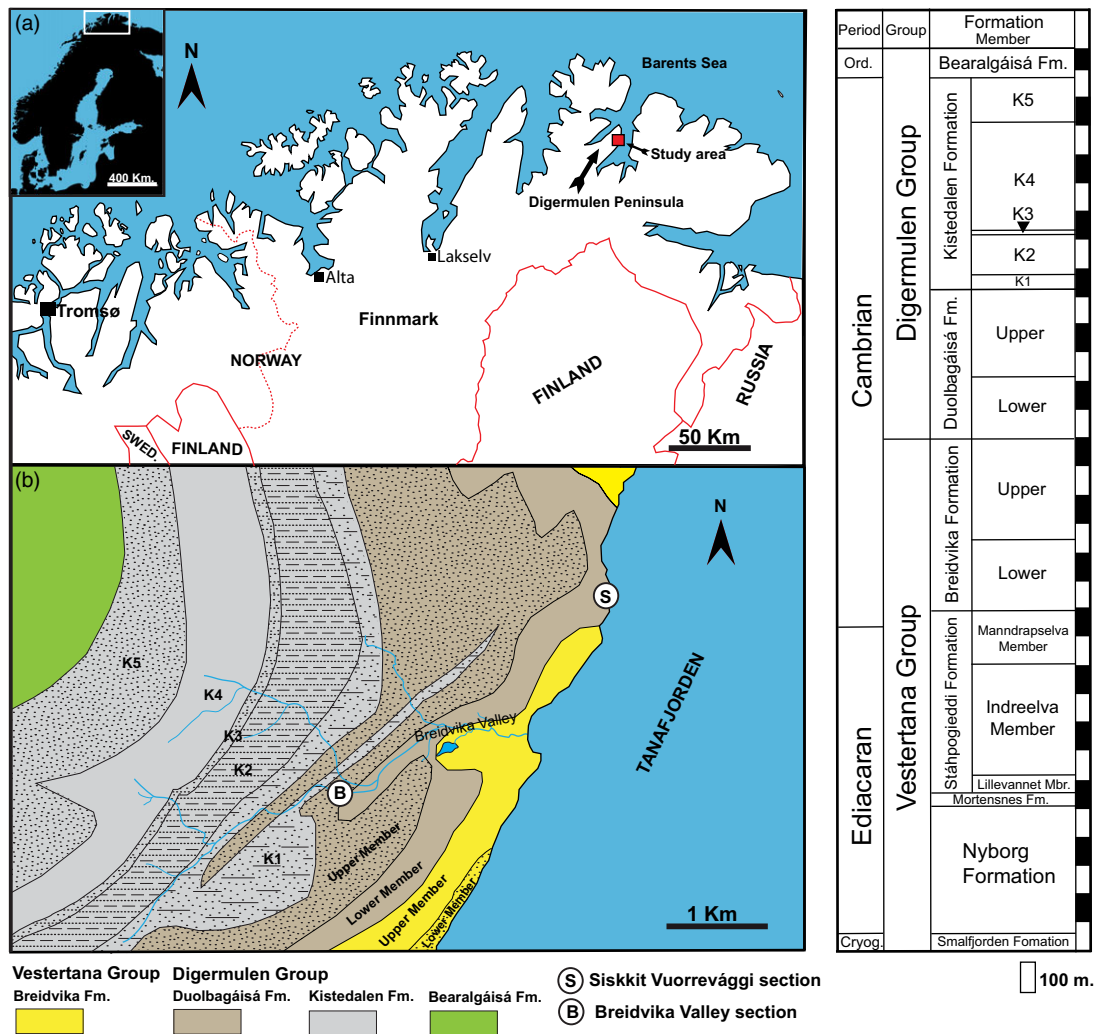 (a)
400 Km.
N
Barents Sea
Study area
Digermulen Peninsula
Lakselv
Alta
Tromsø
Finnmark
NORWAY
FINLAND
RUSSIA
SWED.
FINLAND
50 Km
(b)
N
S
K5
K4
K3
K2
K1
B
Breidvika Valley
TANAFJORDEN
Upper Member
Lower Member
Upper Member
Lower Member
1 Km
Vestertana Group
Breidvika Fm.
Digermulen Group
Duolbagáisá Fm.
Kistedalen Fm.
Bearalgáisá Fm.
S Siskkit Vuorrevággi section
B Breidvika Valley section
Period
Group
Formation
Member
Ord.
Cambrian
Ediacaran
Cryog.
Digermulen Group
Vestertana Group
Bearalgáisá Fm.
Kistedalen Formation
K5
K4
K3
K2
K1
Duolbagáisá Fm.
Upper
Lower
Breidvika Formation
Upper
Lower
Stáhpogieddi Formation
Manndrapselva
Member
Indreelva
Member
Lillevannet Mbr.
Mortensnes Fm.
Nyborg
Formation
Smalfjorden Fomation
100 m.